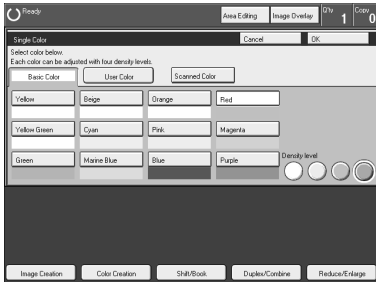 Ready
Area Editing
Image Overlay
Q'ty
1
Copy
0
Single Color
Cancel
OK
Select color below.
Each color can be adjusted with four density levels.
Basic Color
User Color
Scanned Color
Yellow
Beige
Orange
Red
Yellow Green
Cyan
Pink
Magenta
Green
Marine Blue
Blue
Purple
Density level
Image Creation
Color Creation
Shift/Book
Duplex/Combine
Reduce/Enlarge